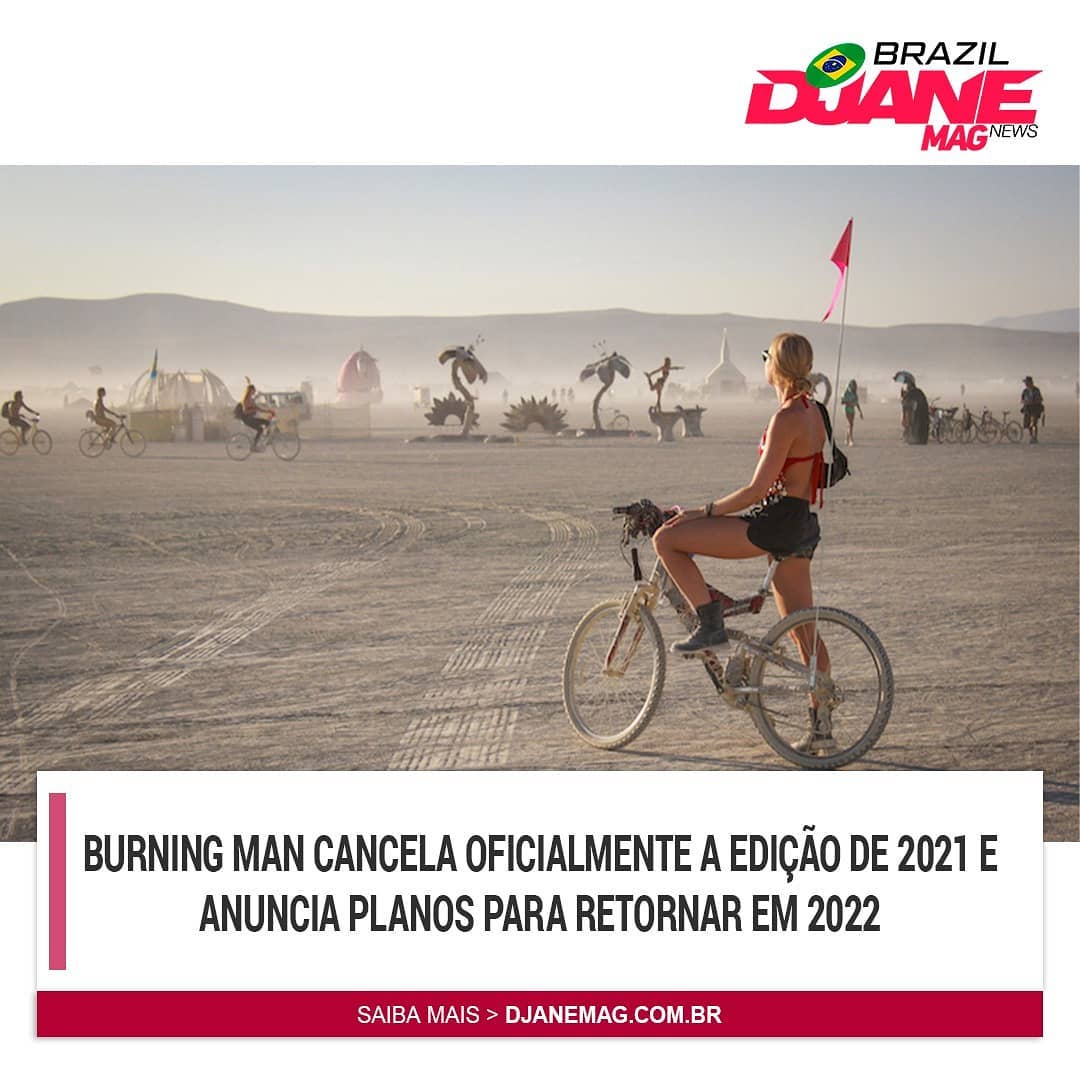 BRAZIL
DJANE
MAG NEWS
BURNING MAN CANCELA OFICIALMENTE A EDIÇÃO DE 2021 E
ANUNCIA PLANOS PARA RETORNAR EM 2022
SAIBA MAIS > DJANEMAG.COM.BR